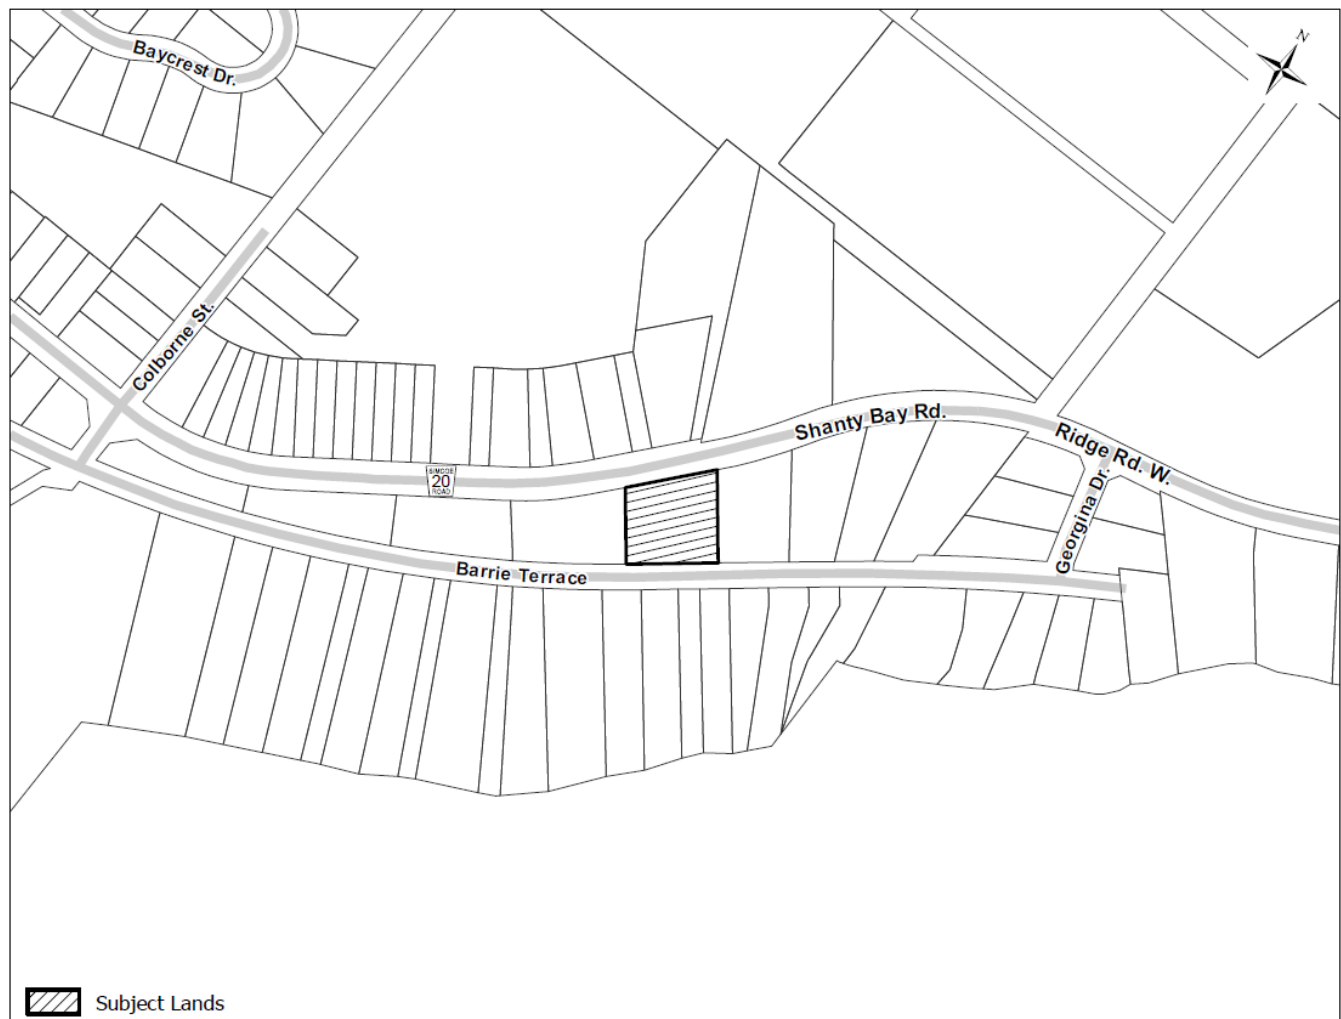 N
Baycrest Dr.
Colborne St.
Shanty Bay Rd.
Ridge Rd. W.
SIMCOE
20
ROAD
Georgina Dr.
Barrie Terrace
Subject Lands